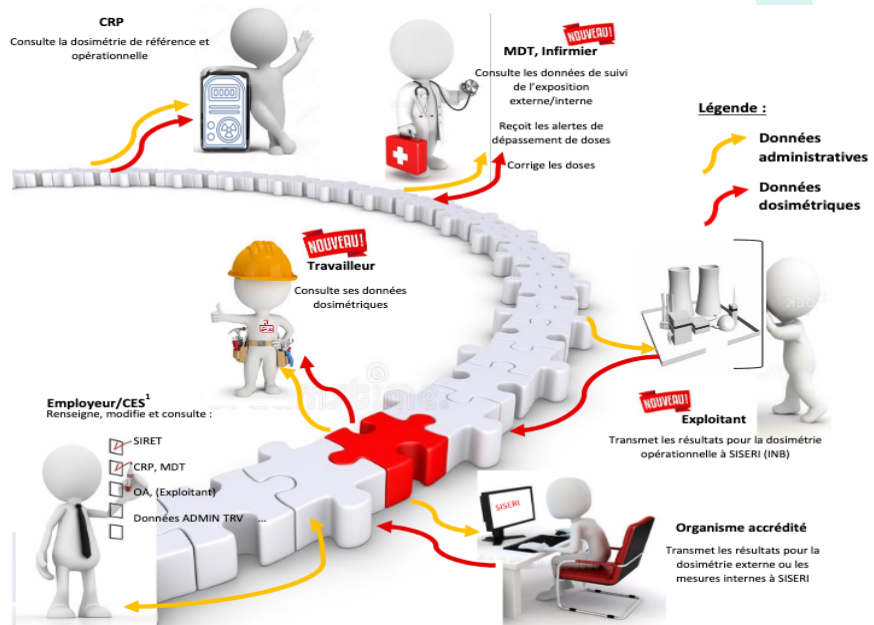 CRP
Consulte la dosimétrie de référence et
opérationnelle
NOUVEAU!
MDT, Infirmier
Consulte les données de suivi
de l'exposition
externe/interne
Reçoit les alertes de
dépassement de doses
Corrige les doses
Légende :
Données
administratives
Données
dosimétriques
NOUVEAU!
Travailleur
Consulte ses données
dosimétriques
NOUVEAU!
Exploitant
Transmet les résultats pour la dosimétrie
opérationnelle à SISERI (INB)
Employeur/CES1
Renseigne, modifie et consulte :
SIRET
CRP, MDT
OA, (Exploitant)
Données ADMIN TRV ...
SISERI
Organisme accrédité
Transmet les résultats pour la
dosimétrie externe ou les
mesures internes à SISERI